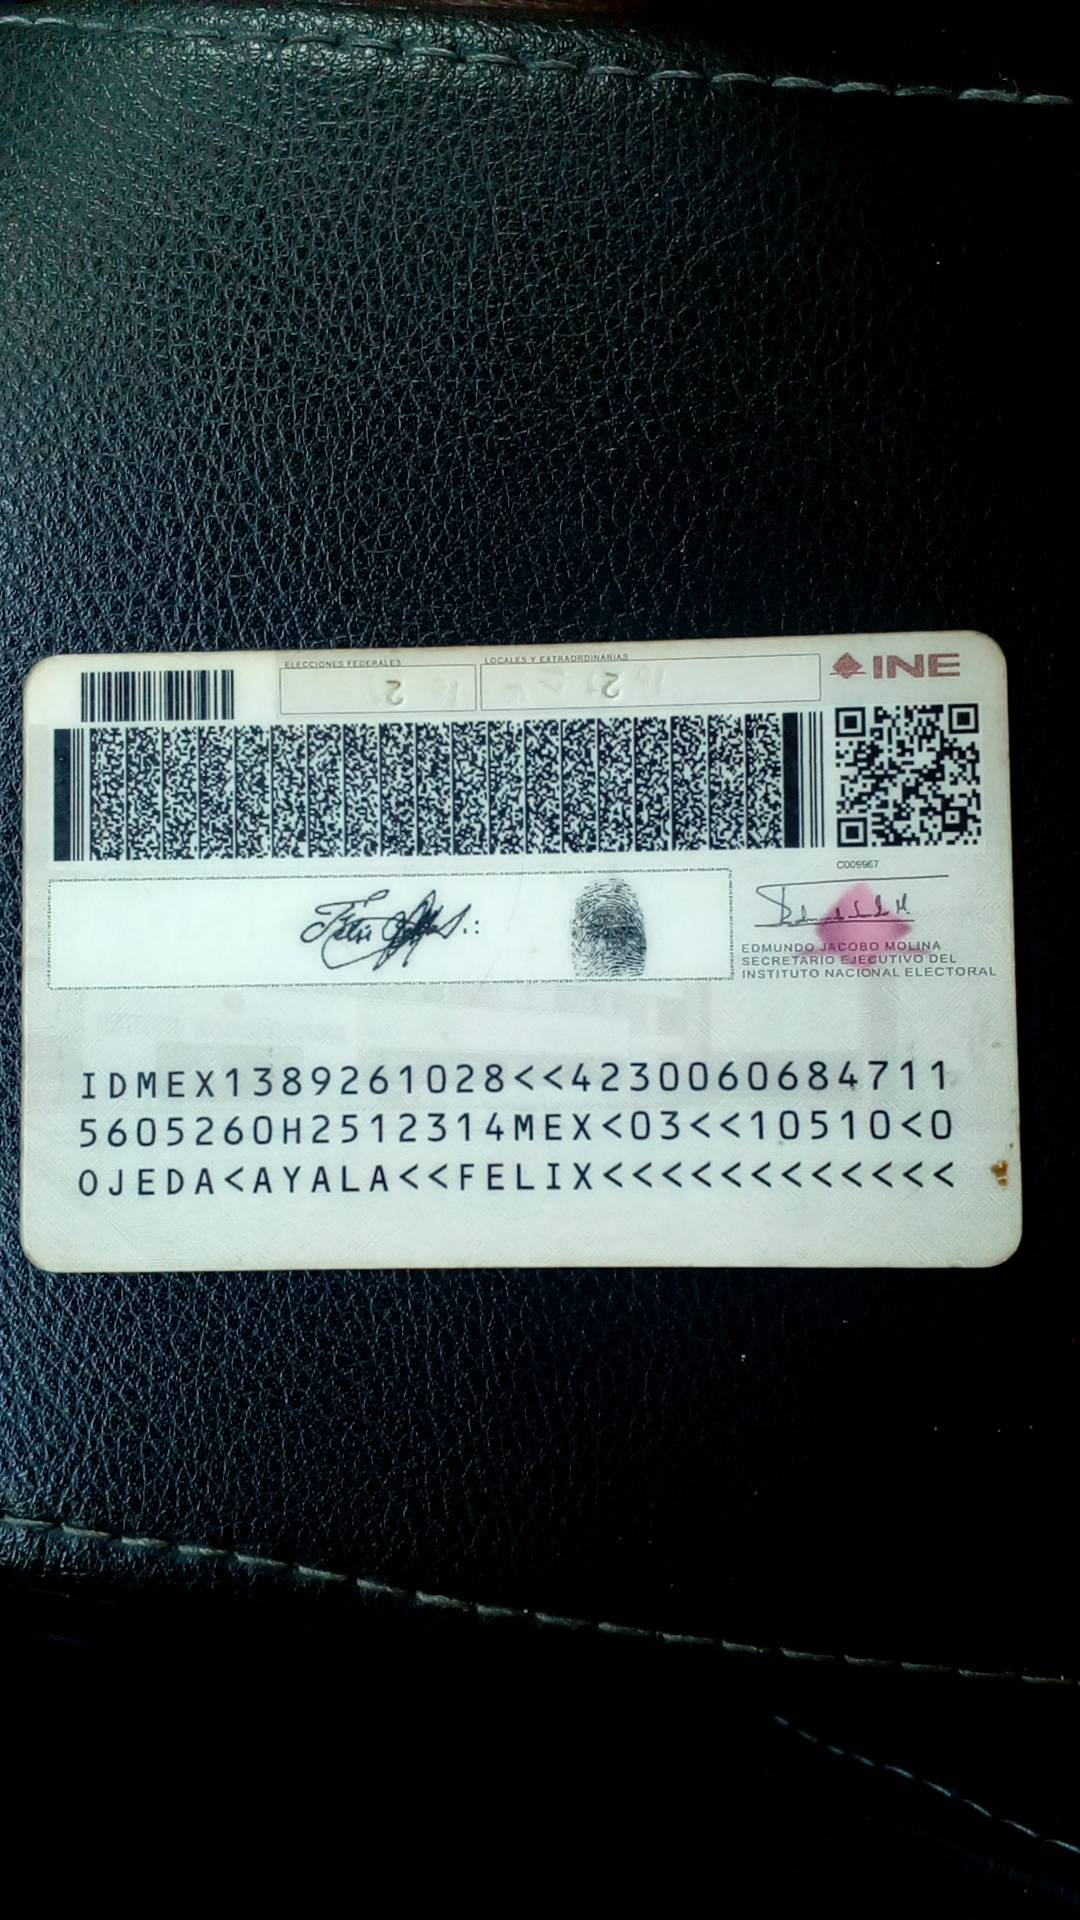 ELECCIONES FEDERALES
LOCALES Y EXTRAORDINARIAS
INE
C009967
EDMUNDO JACOBO MOLINA
SECRETARIO EJECUTIVO DEL
INSTITUTO NACIONAL ELECTORAL
IDMEX1389261028<<4230060684711
5605260H2512314MEX<03<<10510<0
OJEDA<AYALA<<FELIX<<<<<<<<<<<<